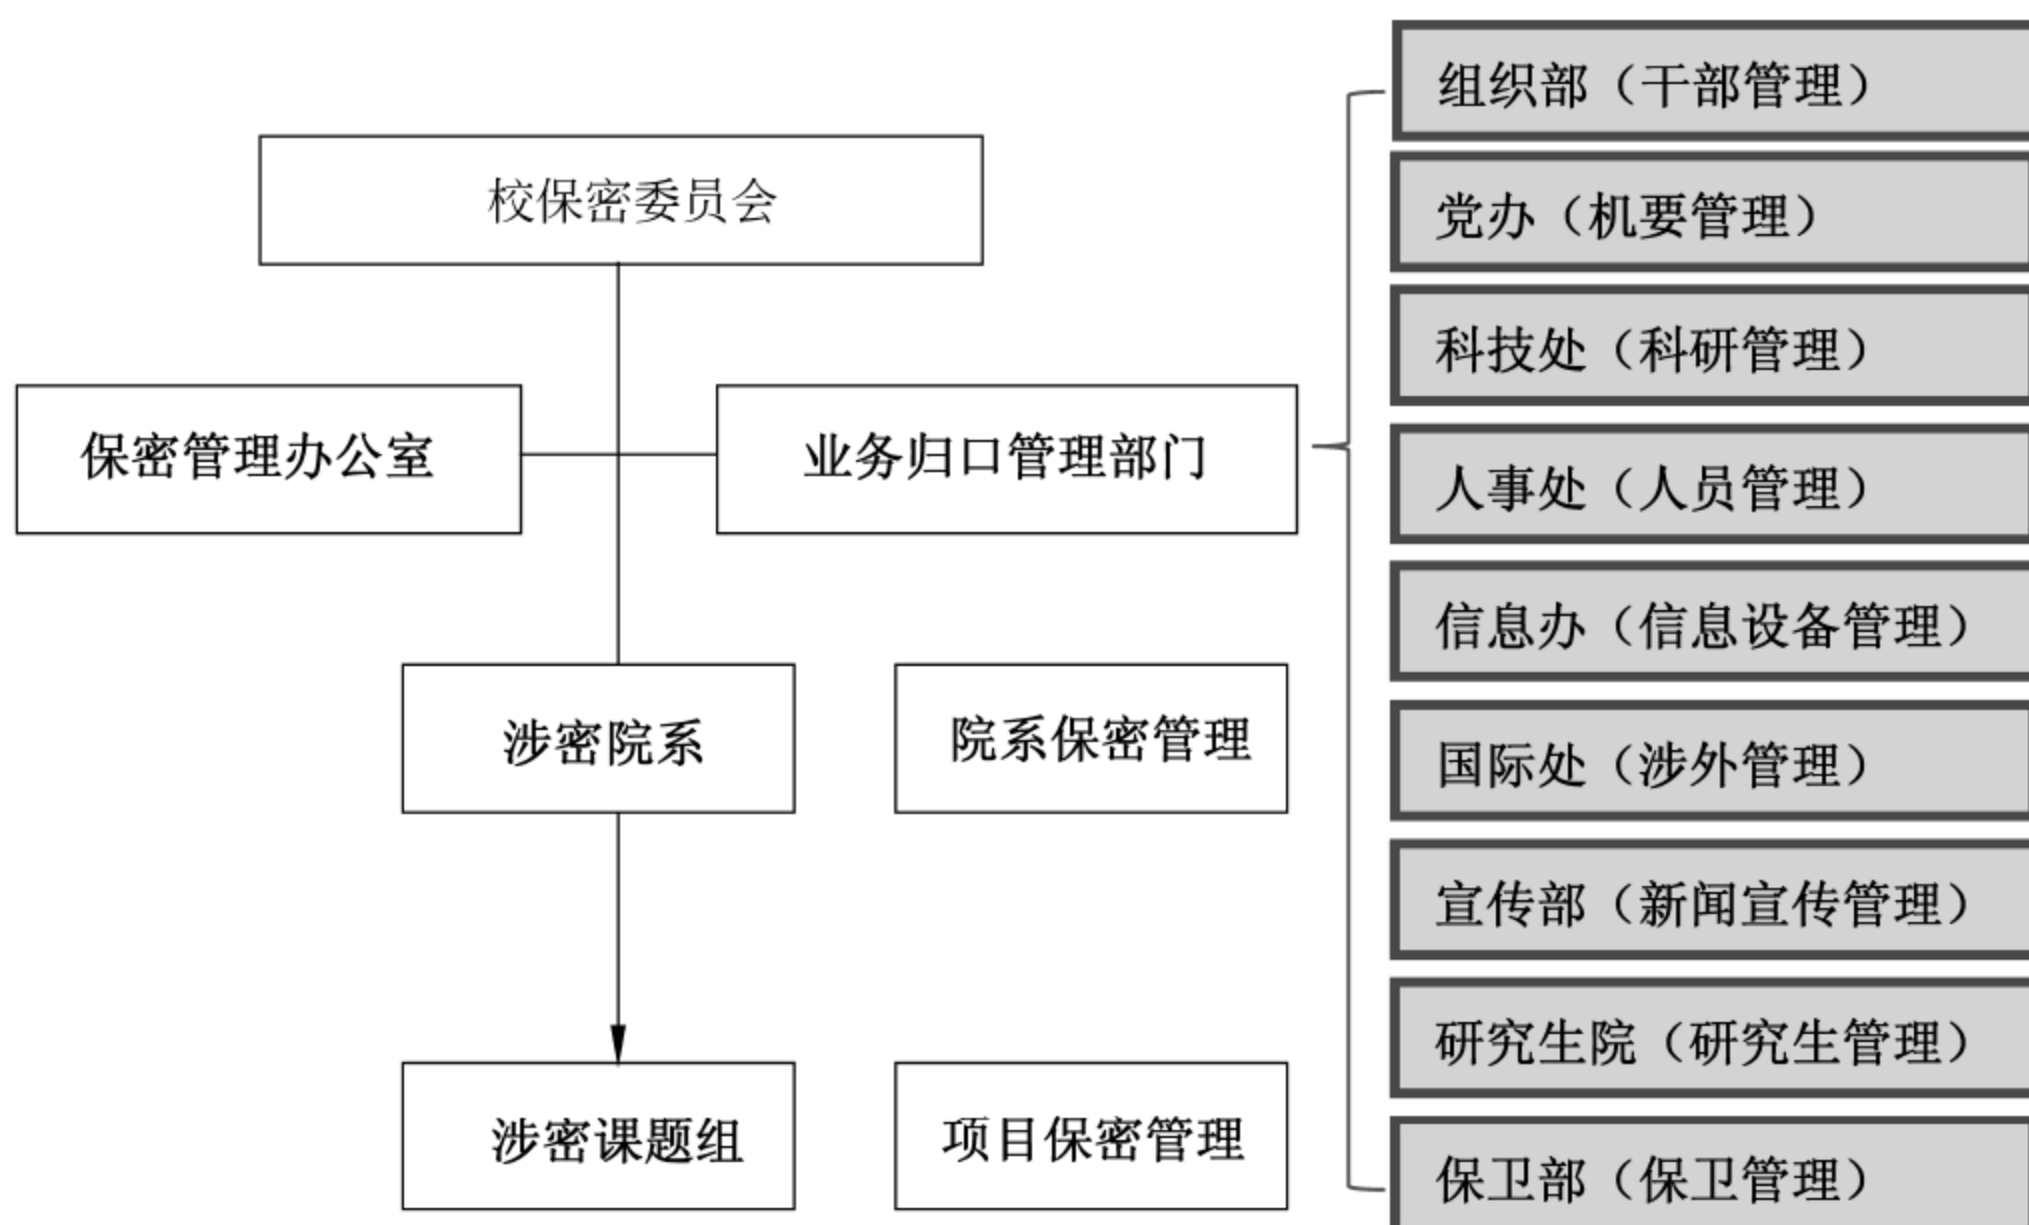 校保密委员会
保密管理办公室
业务归口管理部门
涉密院系
院系保密管理
涉密课题组
项目保密管理
组织部（干部管理）
党办（机要管理）
科技处（科研管理）
人事处（人员管理）
信息办（信息设备管理）
国际处（涉外管理）
宣传部（新闻宣传管理）
研究生院（研究生管理）
保卫部（保卫管理）